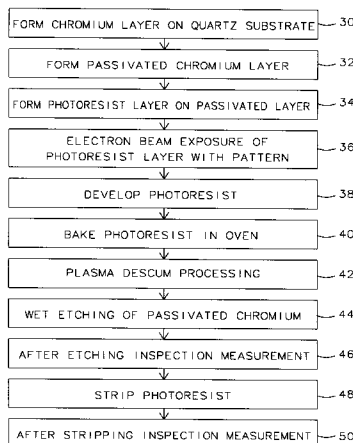 FORM CHROMIUM LAYER ON QUARTZ SUBSTRATE 30
FORM PASSIVATED CHROMIUM LAYER 32
FORM PHOTORESIST LAYER ON PASSIVATED LAYER 34
ELECTRON BEAM EXPOSURE OF
PHOTORESIST LAYER WITH PATTERN 36
DEVELOP PHOTORESIST 38
BAKE PHOTORESIST IN OVEN 40
PLASMA DESCUM PROCESSING 42
WET ETCHING OF PASSIVATED CHROMIUM 44
AFTER ETCHING INSPECTION MEASUREMENT 46
STRIP PHOTORESIST 48
AFTER STRIPPING INSPECTION MEASUREMENT 50